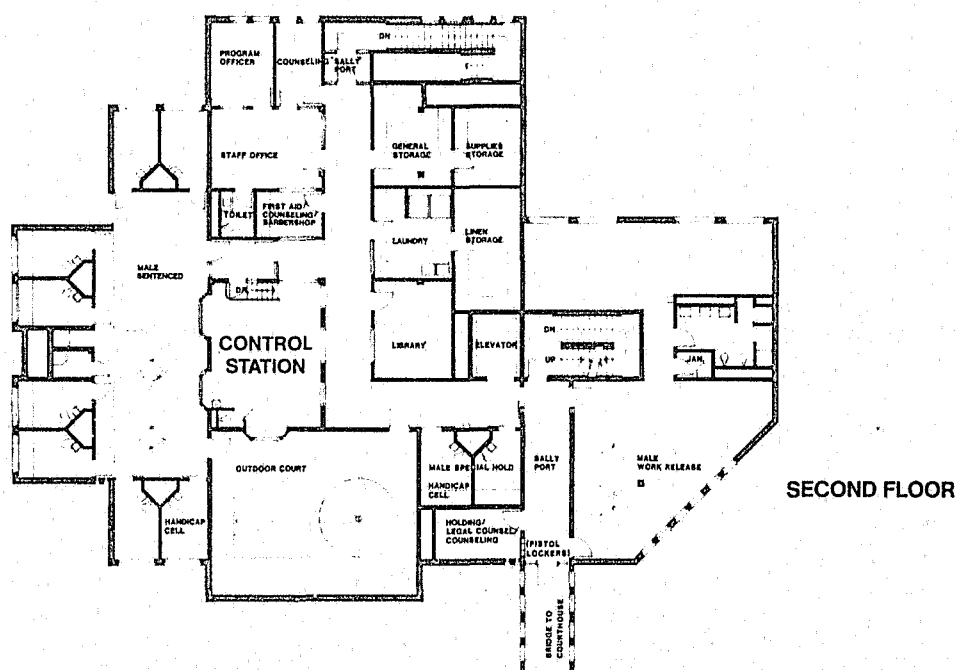 DN
PROGRAM
OFFICER
COUNSELING
SALLY
PORT
STAFF OFFICE
GENERAL
STORAGE
SUPPLIES
STORAGE
TOILET
FIRST AID
COUNSELING/
BARBERSHOP
LAUNDRY
LINEN
STORAGE
MALE
SENTENCED
DN
CONTROL
STATION
LIBRARY
ELEVATOR
DN
UP
JAN.
OUTDOOR COURT
MALE SPECIAL HOLD
HANDICAP
CELL
SALLY
PORT
MALE
WORK RELEASE
SECOND FLOOR
HANDICAP
CELL
HOLDING/
LEGAL COUNSEL/
COUNSELING
(PISTOL
LOCKERS)
BRIDGE TO
COURTHOUSE